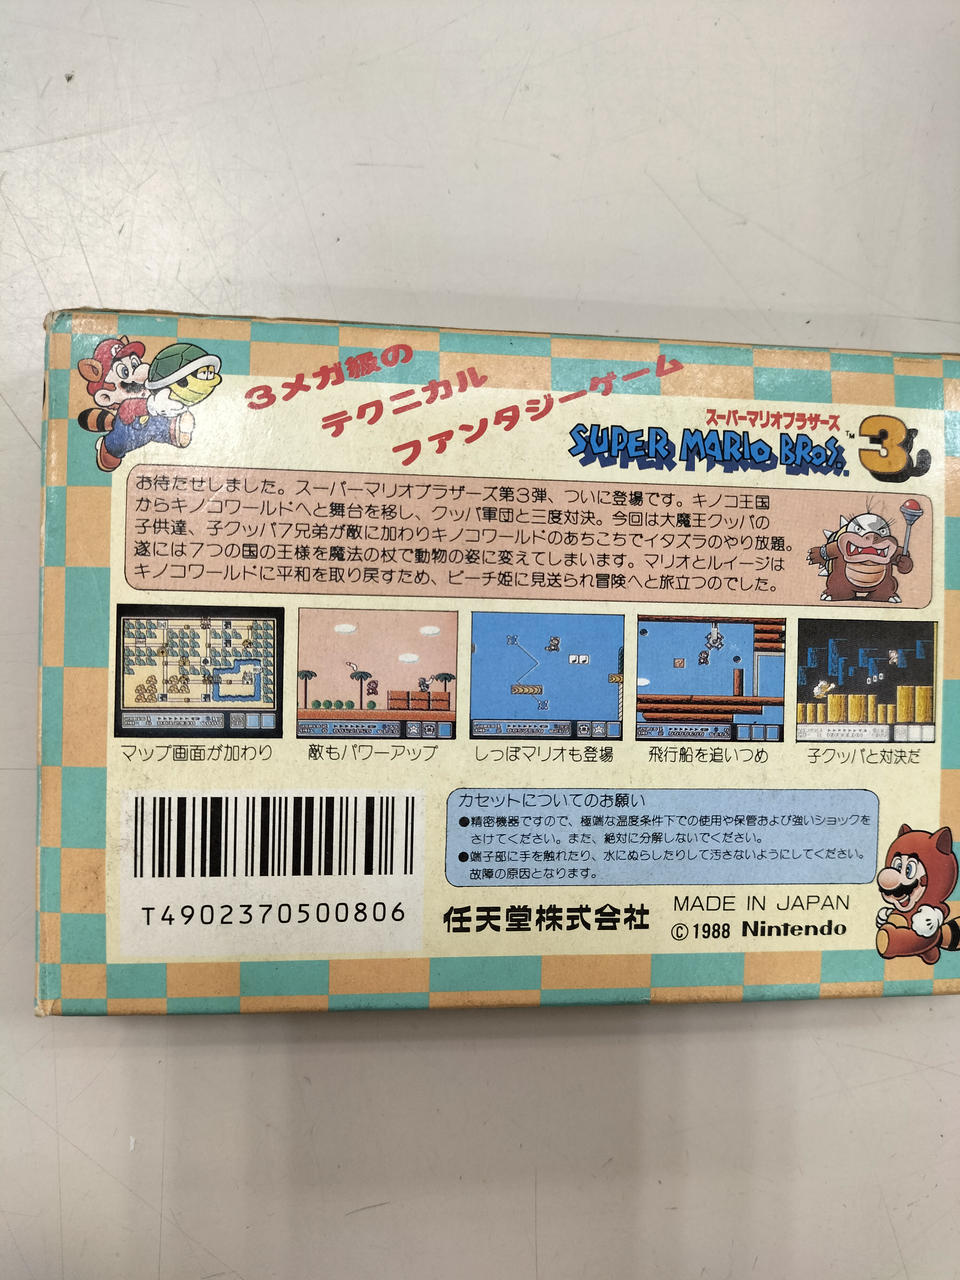 3メガ級の
テクニカル
ファンタジーゲーム
スーパーマリオブラザーズ
SUPER MARIO BROS.™ 3
お待たせしました。スーパーマリオブラザーズ第3弾、ついに登場です。キノコ王国
からキノコワールドへと舞台を移し、クッパ軍団と三度対決。今回は大魔王クッパの
子供達、子クッパ7兄弟が敵に加わりキノコワールドのあちこちでイタズラのやり放題。
遂には7つの国の王様を魔法の杖で動物の姿に変えてしまいます。マリオとルイージは
キノコワールドに平和を取り戻すため、ピーチ姫に見送られ冒険へと旅立つのでした。
マップ画面が加わり
敵もパワーアップ
しっぽマリオも登場
飛行船を追いつめ
子クッパと対決だ
カセットについてのお願い
●精密機器ですので、極端な温度条件下での使用や保管および強いショックを
さけてください。また、絶対に分解しないでください。
●端子部に手を触れたり、水にぬらしたりして汚さないようにしてください。
故障の原因となります。
T4902370500806
任天堂株式会社
MADE IN JAPAN
©1988 Nintendo